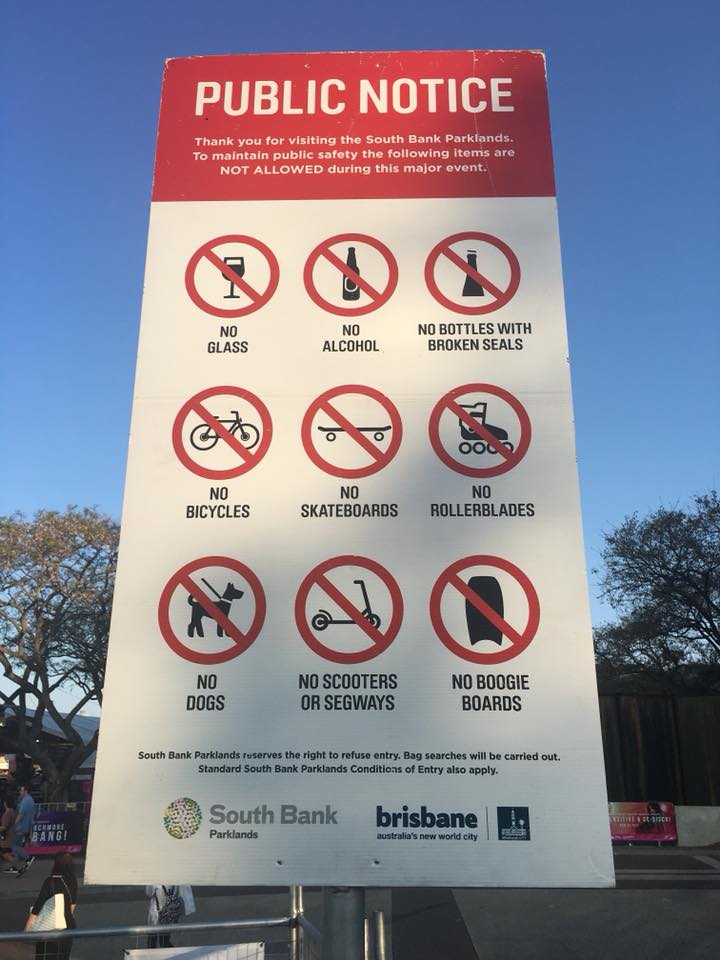 PUBLIC NOTICE
Thank you for visiting the South Bank Parklands.
To maintain public safety the following items are
NOT ALLOWED during this major event.
NO
GLASS
NO
ALCOHOL
NO BOTTLES WITH
BROKEN SEALS
NO
BICYCLES
NO
SKATEBOARDS
NO
ROLLERBLADES
NO
DOGS
NO SCOOTERS
OR SEGWAYS
NO BOOGIE
BOARDS
South Bank Parklands reserves the right to refuse entry. Bag searches will be carried out.
Standard South Bank Parklands Conditions of Entry also apply.
South Bank
Parklands
brisbane
australia's new world city
BANG!